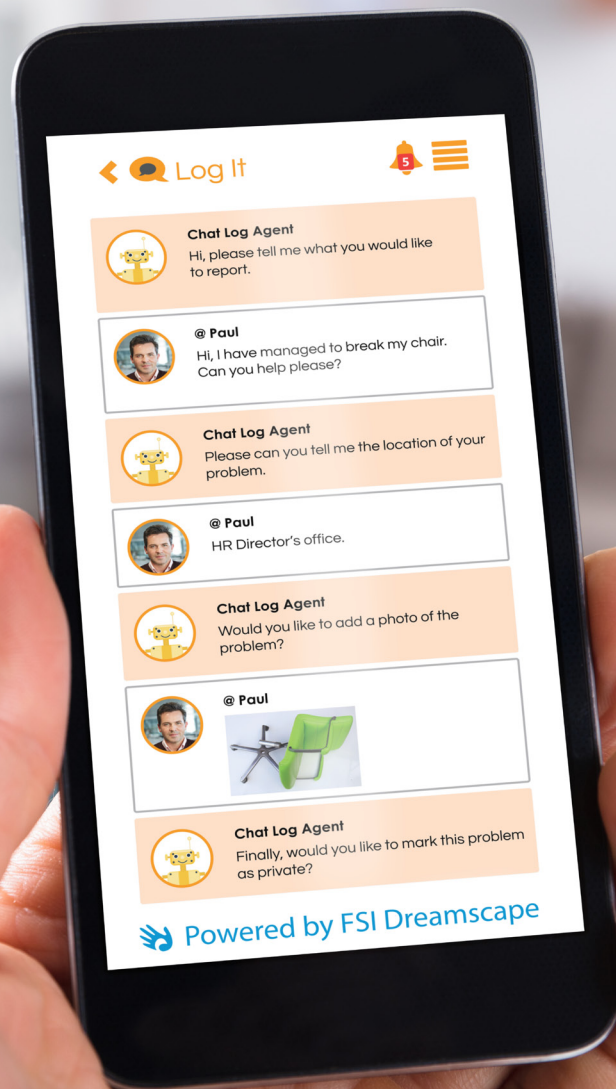 Log It
5
Chat Log Agent
Hi, please tell me what you would like
to report.
@ Paul
Hi, I have managed to break my chair.
Can you help please?
Chat Log Agent
Please can you tell me the location of your
problem.
@ Paul
HR Director's office.
Chat Log Agent
Would you like to add a photo of the
problem?
@ Paul
Chat Log Agent
Finally, would you like to mark this problem
as private?
Powered by FSI Dreamscape